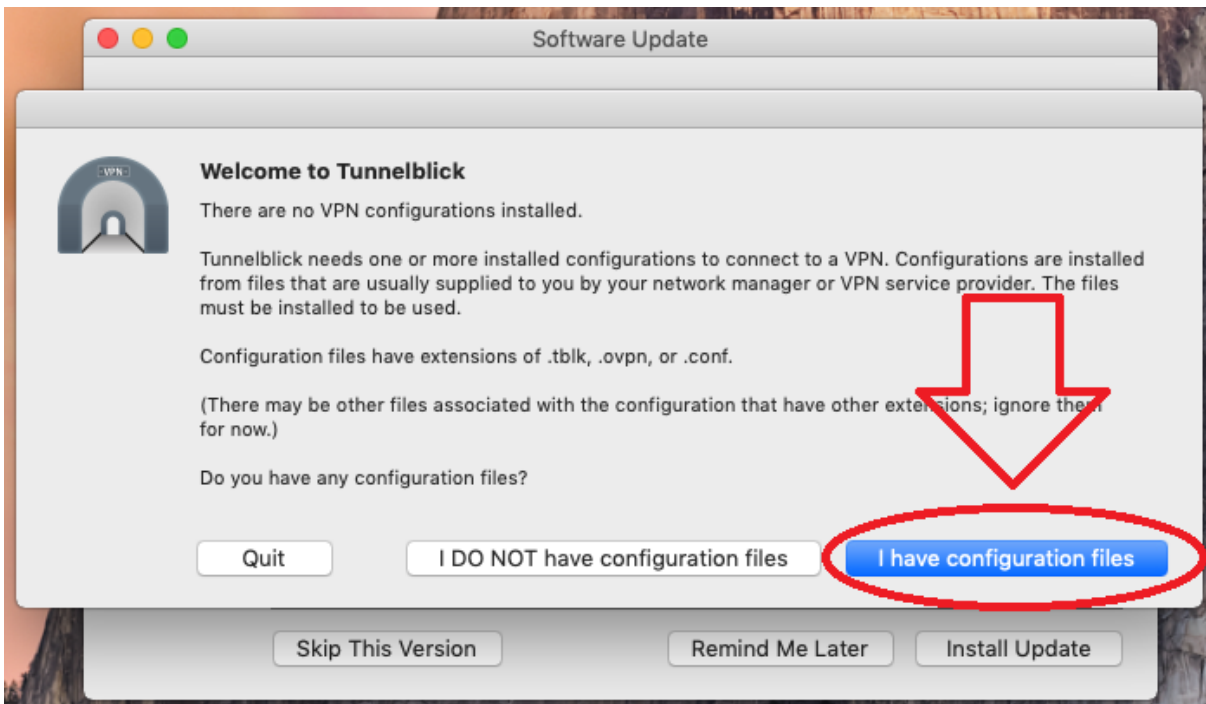 Software Update
-VPN-
Welcome to Tunnelblick
There are no VPN configurations installed.
Tunnelblick needs one or more installed configurations to connect to a VPN. Configurations are installed
from files that are usually supplied to you by your network manager or VPN service provider. The files
must be installed to be used.
Configuration files have extensions of .tblk, .ovpn, or .conf.
(There may be other files associated with the configuration that have other extensions; ignore them
for now.)
Do you have any configuration files?
Quit
I DO NOT have configuration files
I have configuration files
Skip This Version
Remind Me Later
Install Update